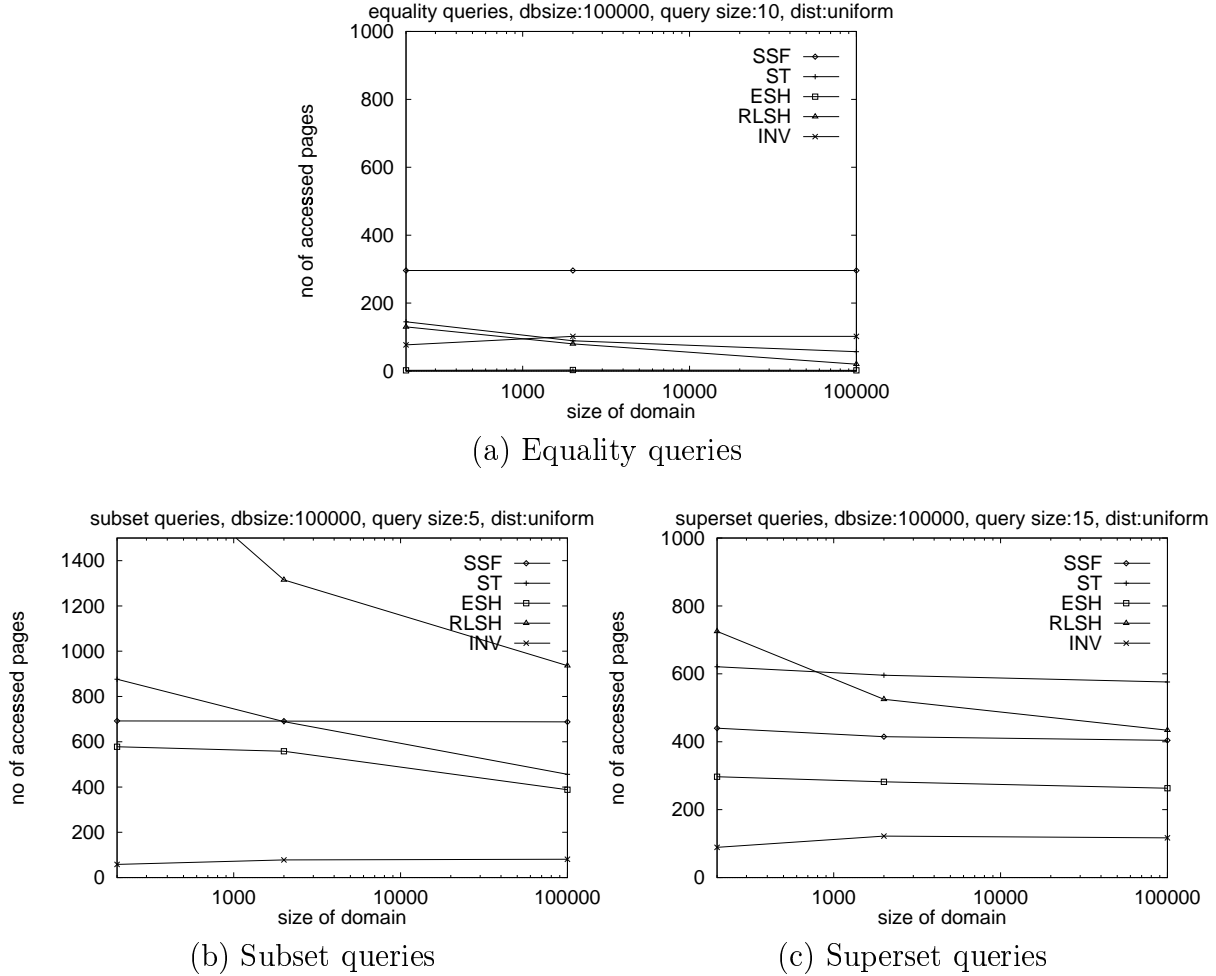 equality queries, dbsize:100000, query size:10, dist:uniform
1000
800
600
400
200
0
no of accessed pages
SSF
ST
ESH
RLSH
INV
1000 10000 100000
size of domain
(a) Equality queries
subset queries, dbsize:100000, query size:5, dist:uniform
1400
1200
1000
800
600
400
200
0
no of accessed pages
SSF
ST
ESH
RLSH
INV
1000 10000 100000
size of domain
(b) Subset queries
superset queries, dbsize:100000, query size:15, dist:uniform
1000
800
600
400
200
0
no of accessed pages
SSF
ST
ESH
RLSH
INV
1000 10000 100000
size of domain
(c) Superset queries